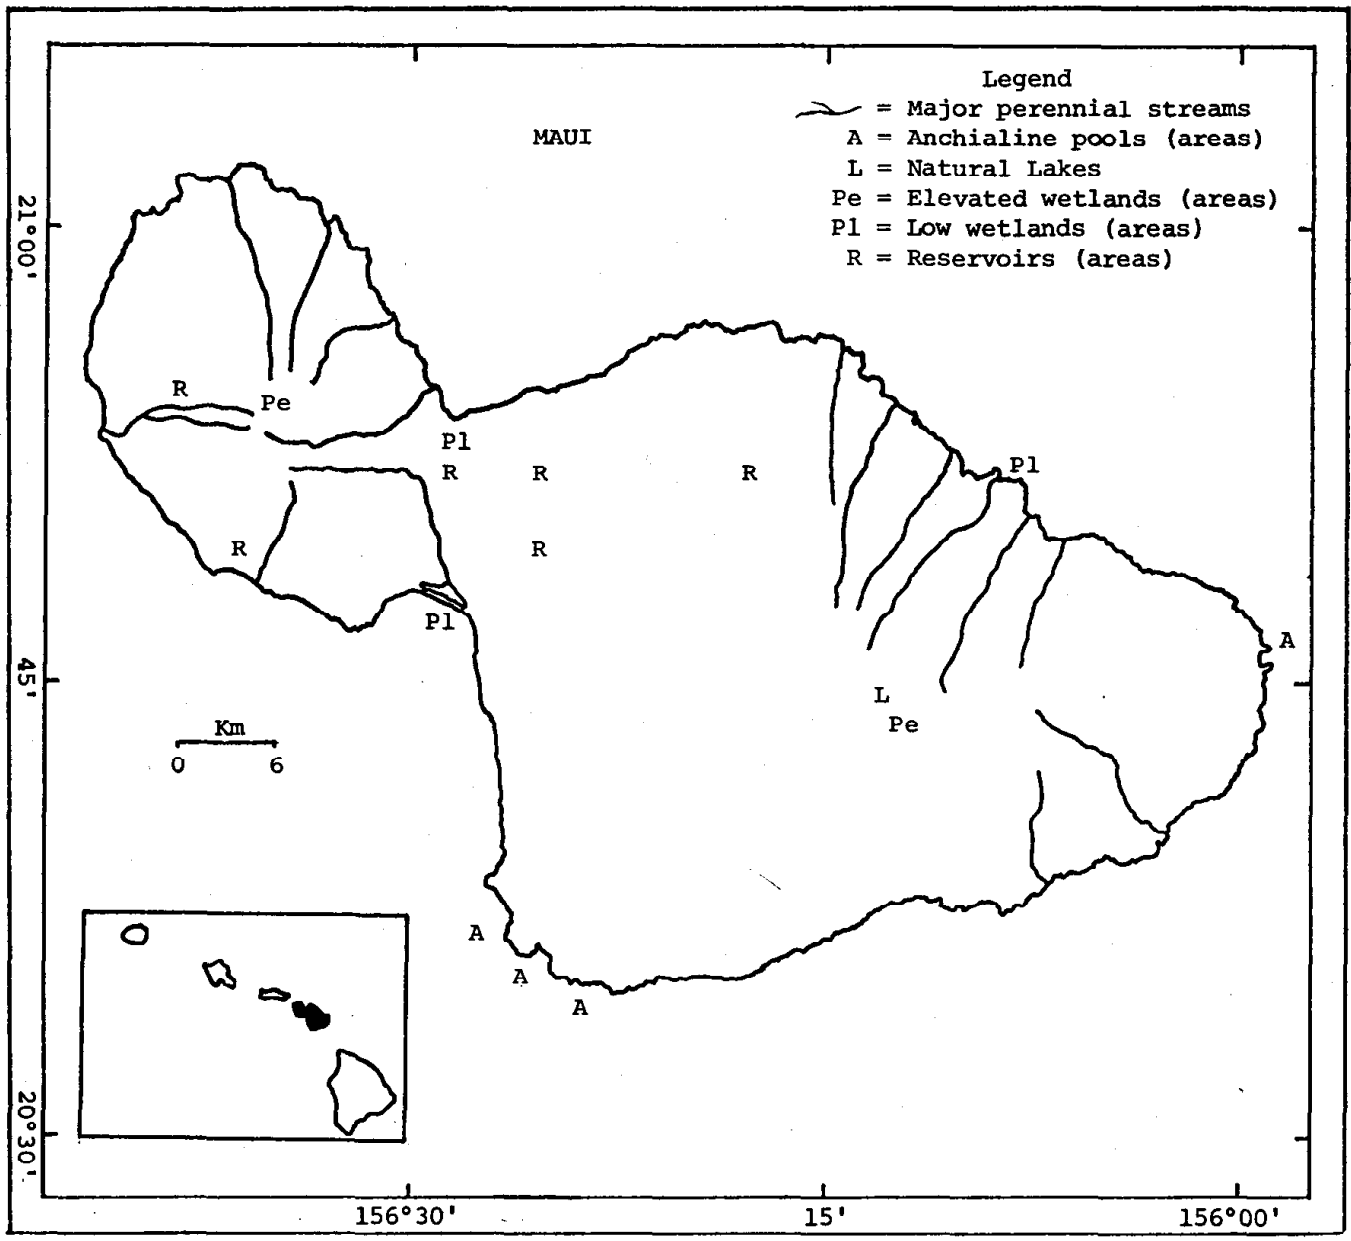 Legend
= Major perennial streams
MAUI
A = Anchialine pools (areas)
L = Natural Lakes
Pe = Elevated wetlands (areas)
Pl = Low wetlands (areas)
R = Reservoirs (areas)
21°00'
R
Pe
Pl
R
R
R
Pl
R
R
Pl
A
45'
L
Pe
Km
0 6
A
A
A
20°30'
156°30'
15'
156°00'